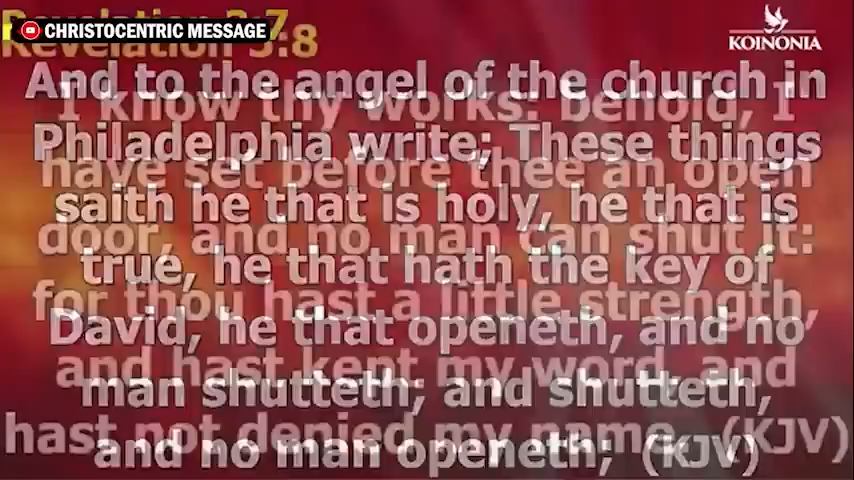 Revelation 3:7
Revelation 3:8
CHRISTOCENTRIC MESSAGE
KOINONIA
And to the angel of the church in
Philadelphia write; These things
saith he that is holy, he that is
true, he that hath the key of
David, he that openeth, and no
man shutteth; and shutteth,
and no man openeth; (KJV)
I know thy works: behold, I
have set before thee an open
door, and no man can shut it:
for thou hast a little strength,
and hast kept my word, and
hast not denied my name. (KJV)